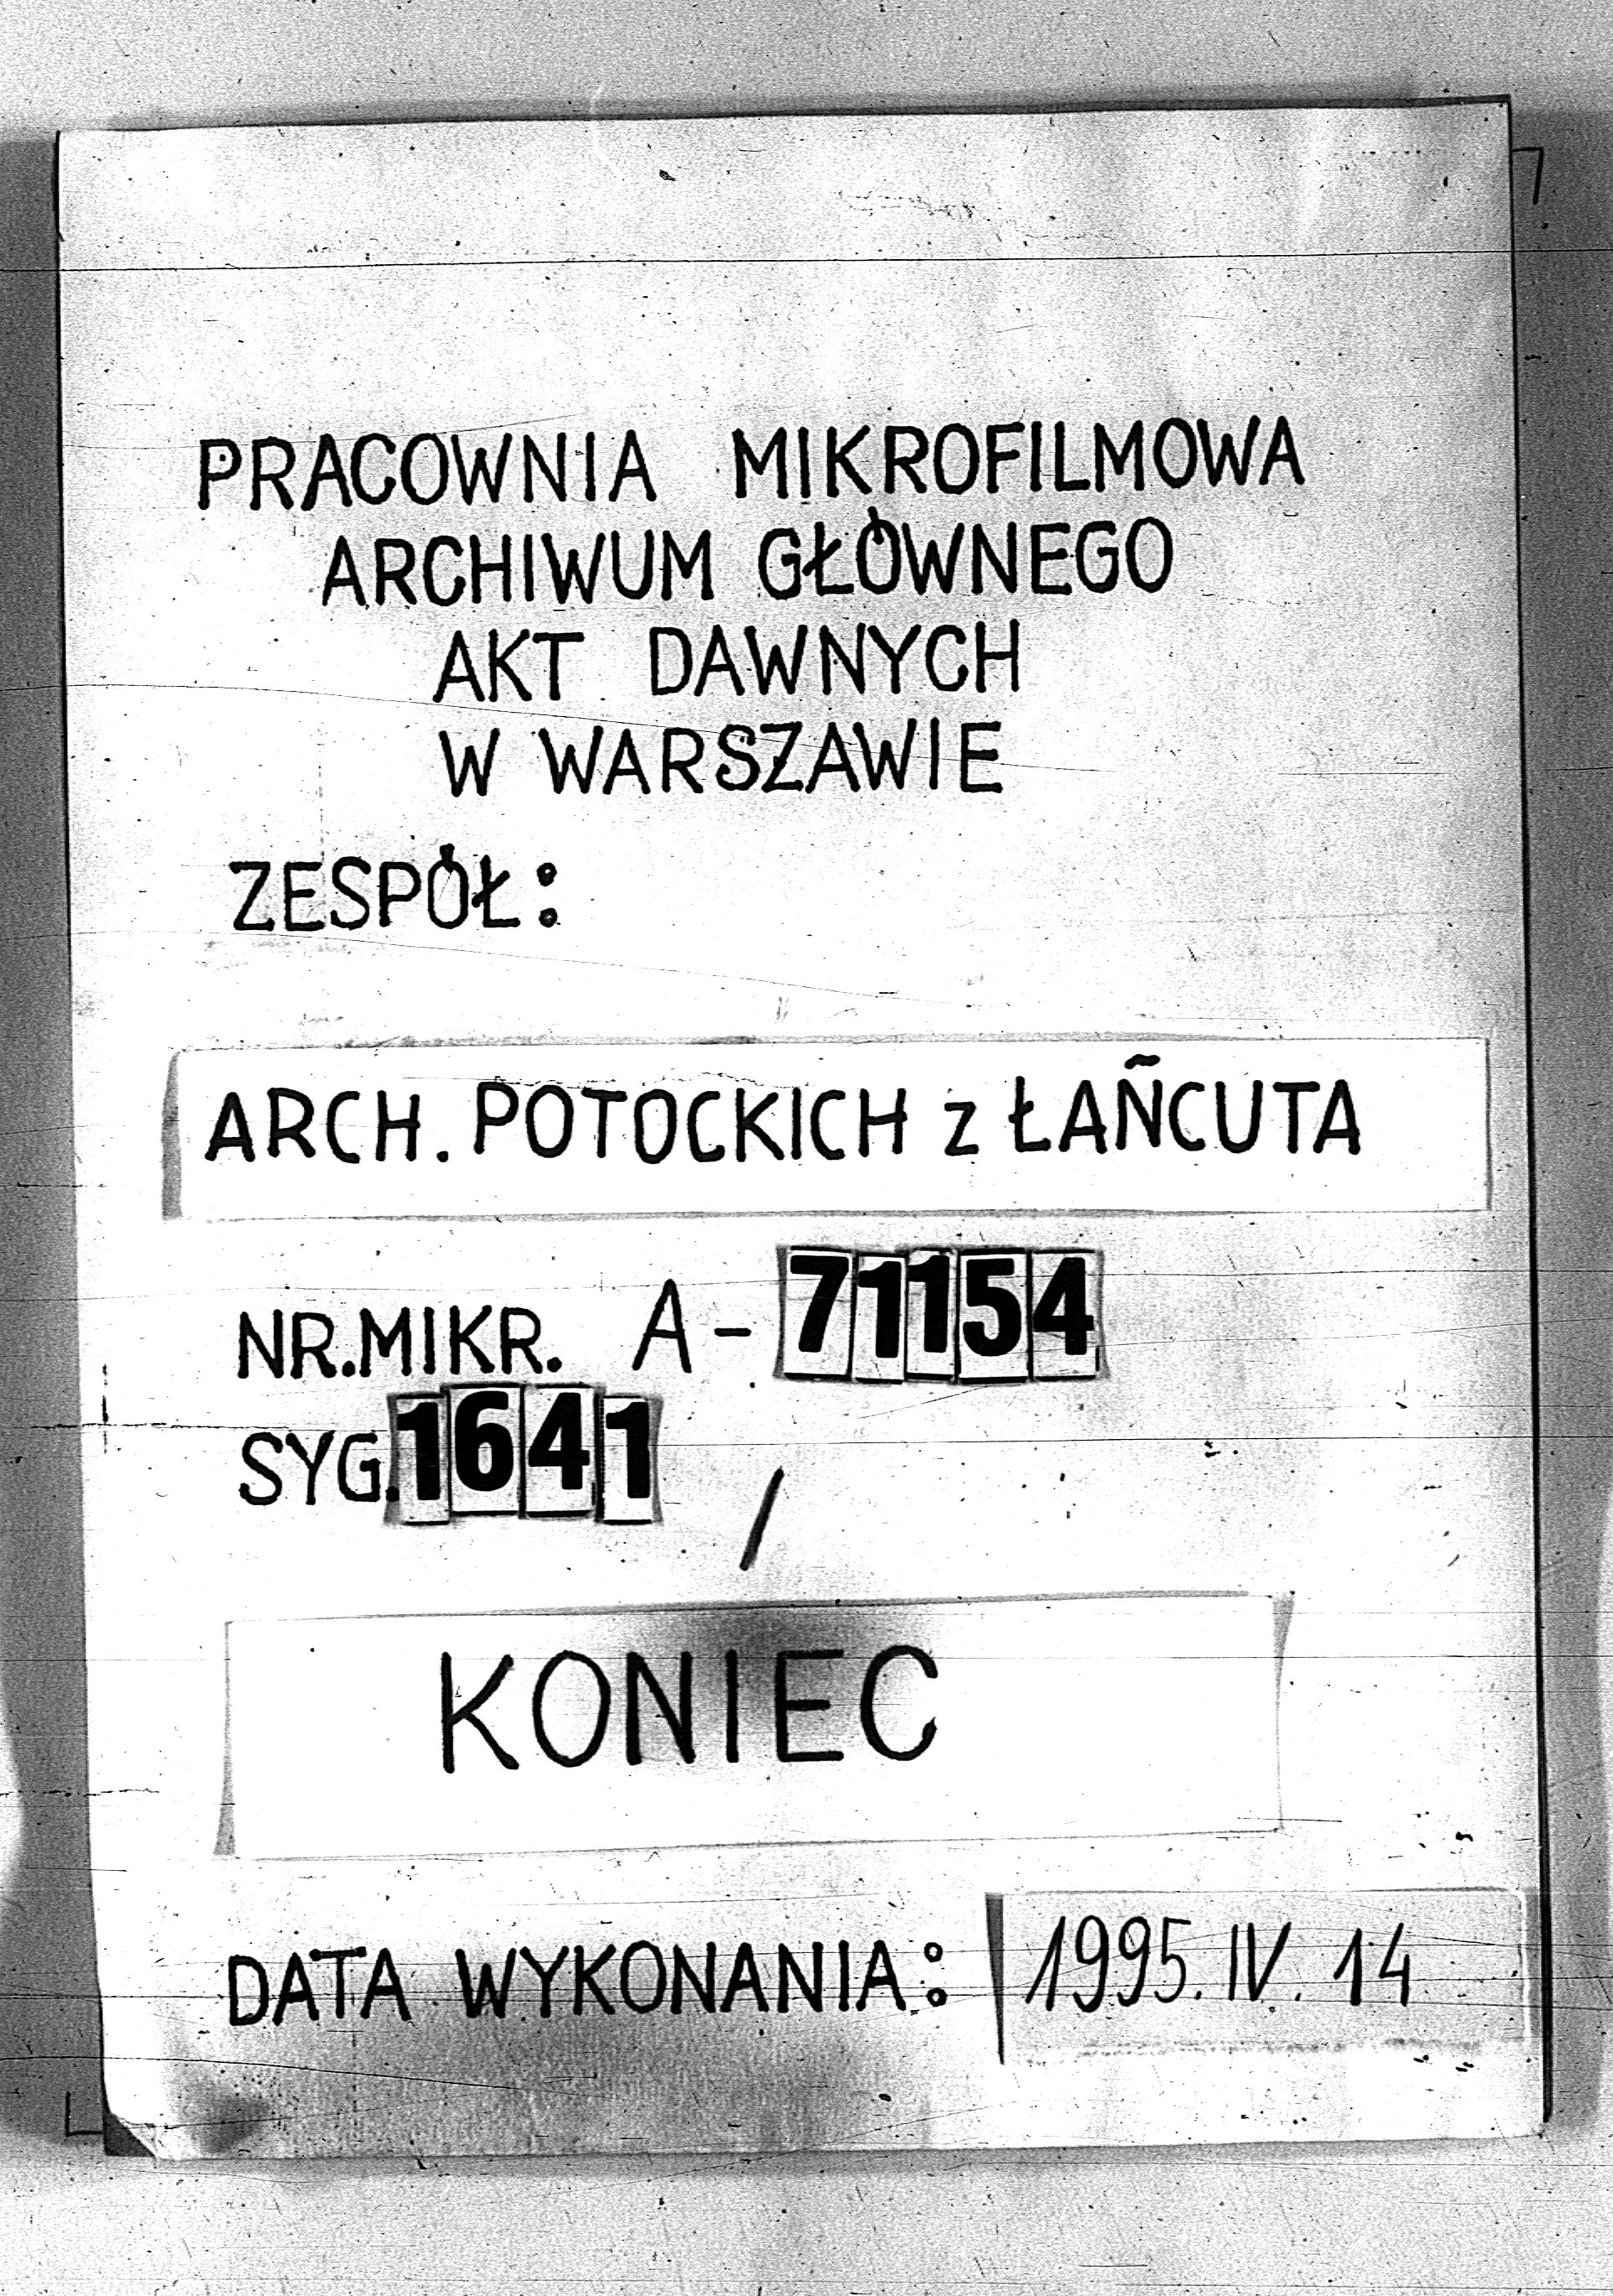 PRACOWNIA MIKROFILMOWA
ARCHIWUM GŁÓWNEGO
AKT DAWNYCH
W WARSZAWIE
ZESPÓŁ:
ARCH. POTOCKICH z ŁAÑCUTA
NR.MIKR. A-71154
SYG.1641 /
KONIEC
DATA WYKONANIA: 1995.IV.14